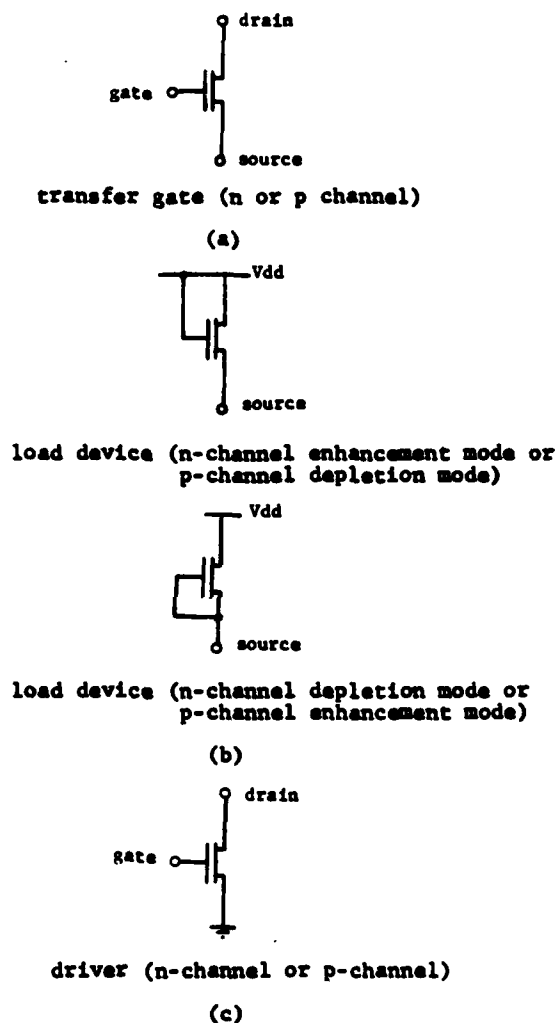 drain
gate
source
transfer gate (n or p channel)
(a)
Vdd
source
load device (n-channel enhancement mode or
p-channel depletion mode)
Vdd
source
load device (n-channel depletion mode or
p-channel enhancement mode)
(b)
drain
gate
driver (n-channel or p-channel)
(c)